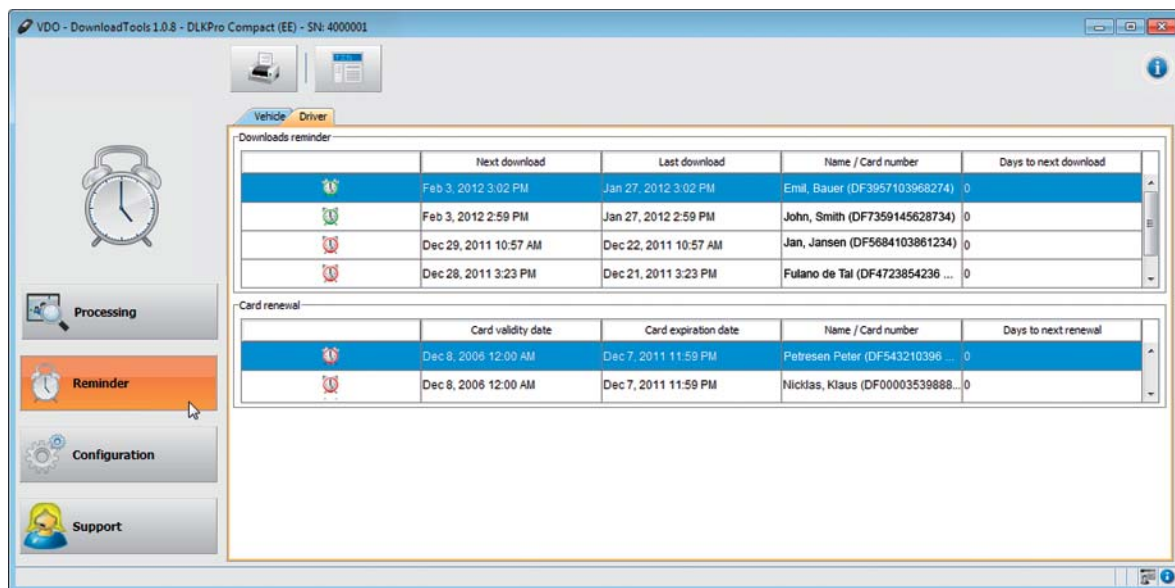 VDO - DownloadTools 1.0.8 - DLKPro Compact (EE) - SN: 4000001
Vehicle Driver
Downloads reminder
Next download Last download Name / Card number Days to next download
Feb 3, 2012 3:02 PM Jan 27, 2012 3:02 PM Emil, Bauer (DF3957103968274) 0
Feb 3, 2012 2:59 PM Jan 27, 2012 2:59 PM John, Smith (DF7359145628734) 0
Dec 29, 2011 10:57 AM Dec 22, 2011 10:57 AM Jan, Jansen (DF5684103861234) 0
Dec 28, 2011 3:23 PM Dec 21, 2011 3:23 PM Fulano de Tal (DF4723854236 ... 0
Card renewal
Card validity date Card expiration date Name / Card number Days to next renewal
Dec 8, 2006 12:00 AM Dec 7, 2011 11:59 PM Petresen Peter (DF543210396 ... 0
Dec 8, 2006 12:00 AM Dec 7, 2011 11:59 PM Nicklas, Klaus (DF00003539888... 0
Processing
Reminder
Configuration
Support